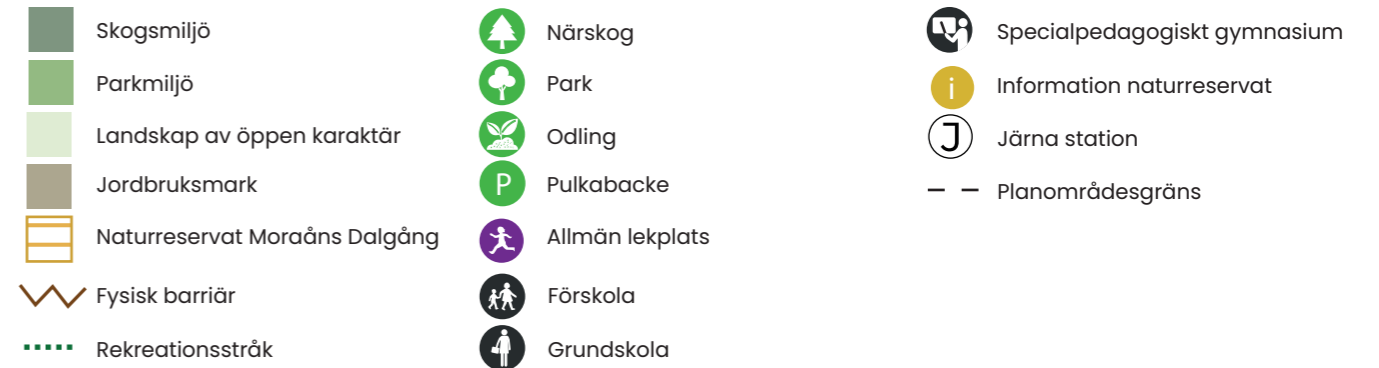 Skogsmiljö
Parkmiljö
Landskap av öppen karaktär
Jordbruksmark
Naturreservat Moraåns Dalgång
Fysisk barriär
Rekreationsstråk
Närskog
Park
Odling
P Pulkabacke
Allmän lekplats
Förskola
Grundskola
Specialpedagogiskt gymnasium
i Information naturreservat
J Järna station
Planområdesgräns